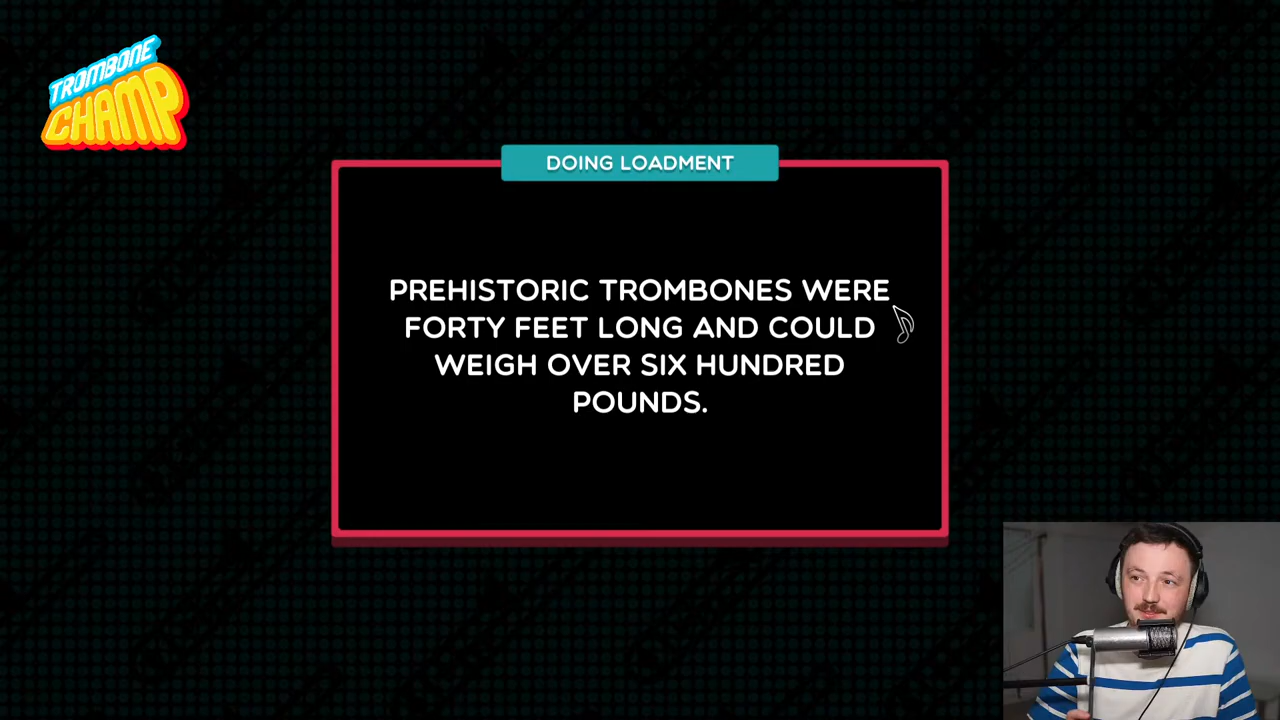 TROMBONE
CHAMP
DOING LOADMENT
PREHISTORIC TROMBONES WERE
FORTY FEET LONG AND COULD
WEIGH OVER SIX HUNDRED
POUNDS.